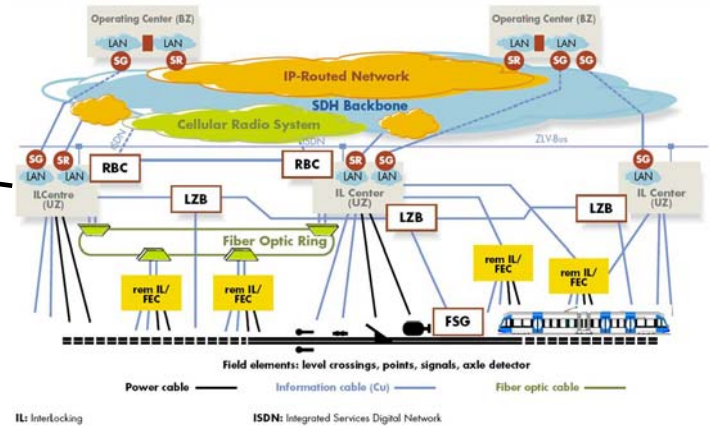 Operating Center (BZ)
Operating Center (BZ)
LAN
LAN
LAN
LAN
SG
SR
SR
SG
SG
IP-Routed Network
SDH Backbone
Cellular Radio System
ISDN
ISDN
ZLV-Bus
SG
SR
SR
SG
SG
RBC
RBC
LAN
LAN
LAN
LAN
LAN
ILCentre
(UZ)
IL Center
(UZ)
IL Center
(UZ)
LZB
LZB
LZB
Fiber Optic Ring
rem IL/
FEC
rem IL/
FEC
rem IL/
FEC
rem IL/
FEC
FSG
Field elements: level crossings, points, signals, axle detector
Power cable
Information cable (Cu)
Fiber optic cable
IL: InterLocking
ISDN: Integrated Services Digital Network